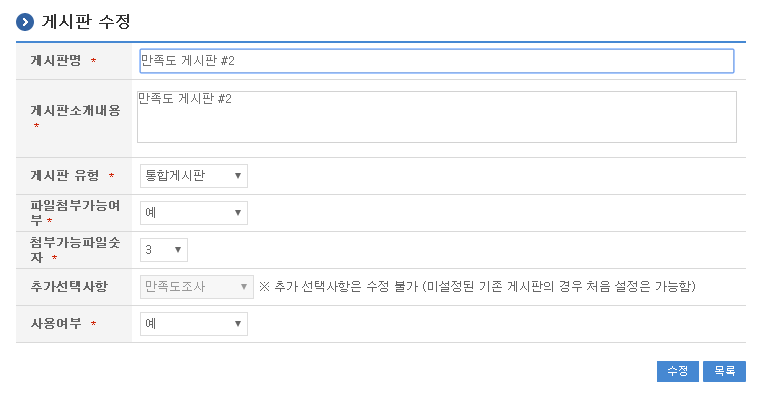 게시판 수정
게시판명 *
만족도 게시판 #2
게시판소개내용
*
만족도 게시판 #2
게시판 유형 *
통합게시판
파일첨부가능여
부 *
예
첨부가능파일숫
자 *
3
추가선택사항
만족도조사 ※ 추가 선택사항은 수정 불가 (미설정된 기존 게시판의 경우 처음 설정은 가능함)
사용여부 *
예
수정 목록